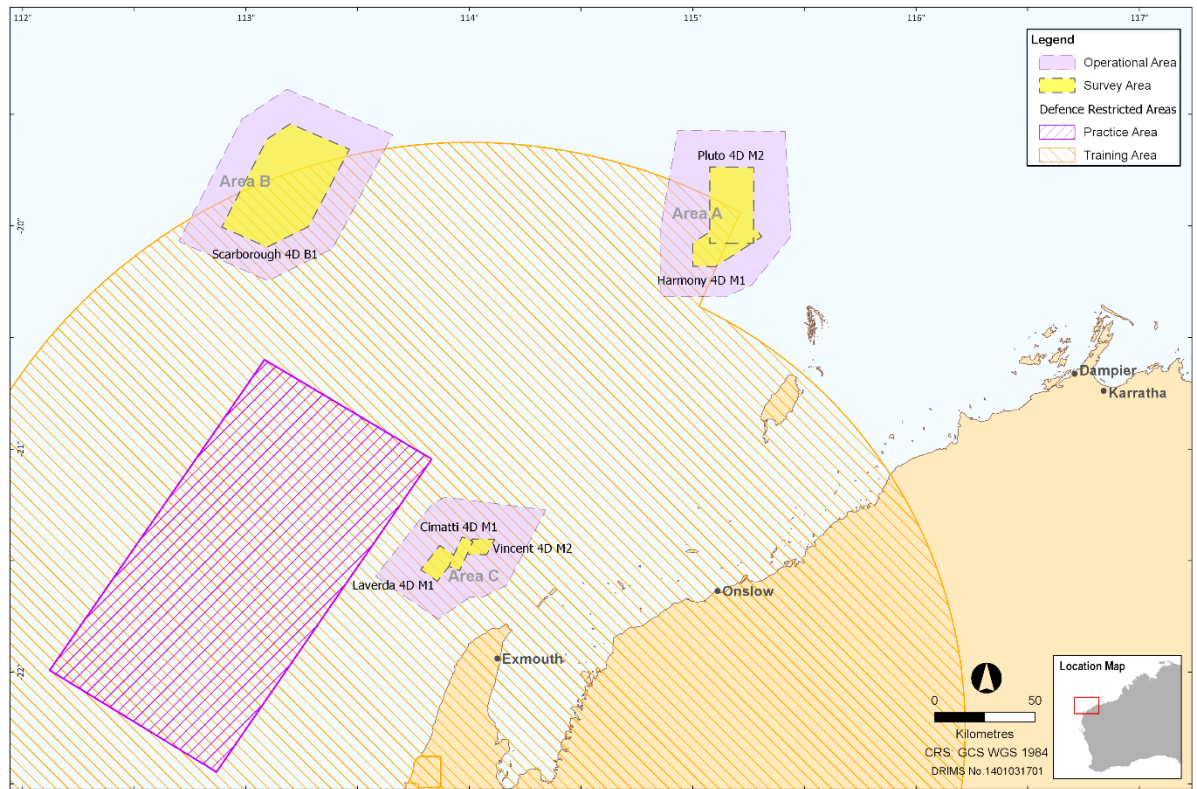 112°
113°
114°
115°
116°
117°
Legend
Operational Area
Survey Area
Defence Restricted Areas
Practice Area
Training Area
Pluto 4D M2
Area B
Area A
-20°
Scarborough 4D B1
Harmony 4D M1
Dampier
Karratha
-21°
Cimatti 4D M1
Vincent 4D M2
Area C
Laverda 4D M1
Onslow
Exmouth
-22°
Location Map
0 50
Kilometres
CRS: GCS WGS 1984
DRIMS No.1401031701